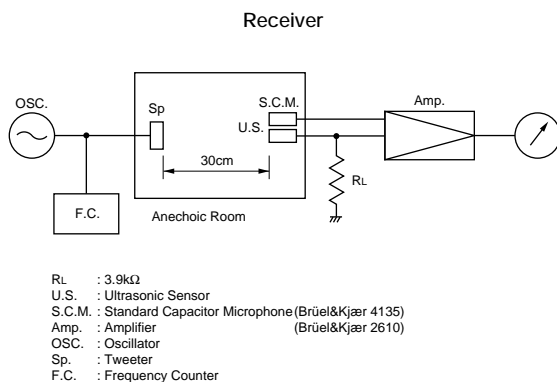 Receiver
OSC.
Sp
S.C.M.
U.S.
Amp.
30cm
RL
F.C.
Anechoic Room
RL : 3.9kΩ
U.S. : Ultrasonic Sensor
S.C.M. : Standard Capacitor Microphone (Brüel&Kjær 4135)
Amp. : Amplifier (Brüel&Kjær 2610)
OSC. : Oscillator
Sp. : Tweeter
F.C. : Frequency Counter